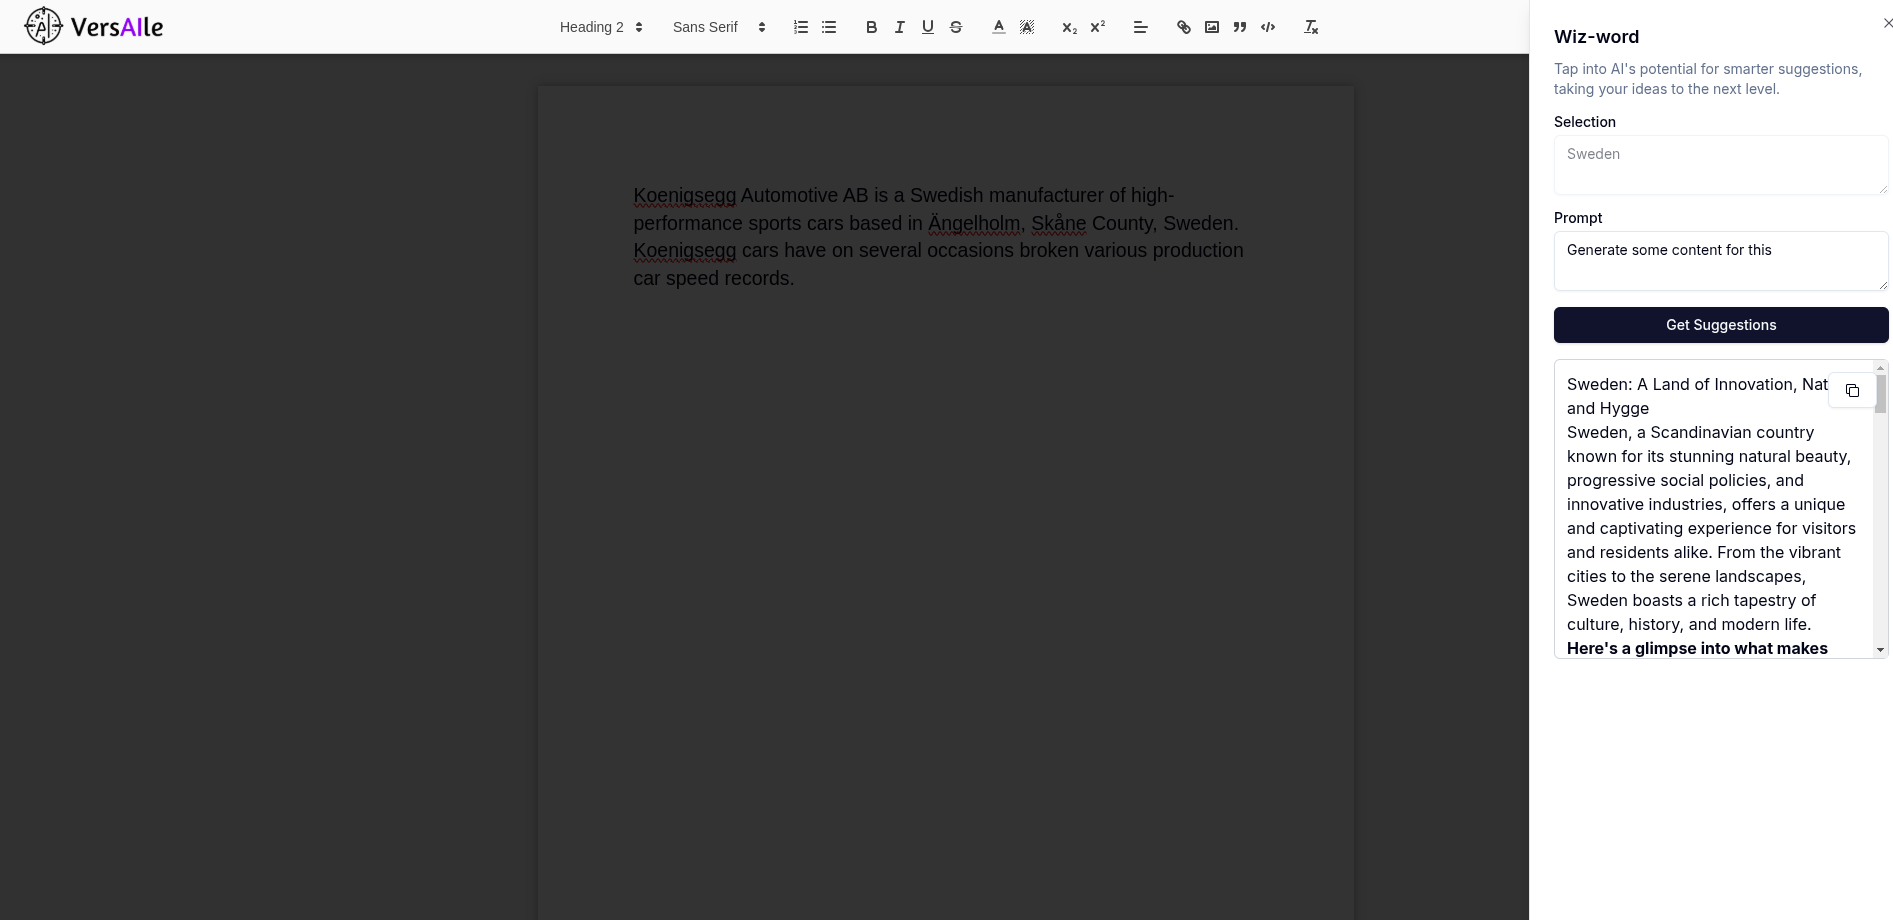 VersAIle
Heading 2
Sans Serif
Koenigsegg Automotive AB is a Swedish manufacturer of high-
performance sports cars based in Ängelholm, Skåne County, Sweden.
Koenigsegg cars have on several occasions broken various production
car speed records.
Wiz-word
Tap into AI's potential for smarter suggestions,
taking your ideas to the next level.
Selection
Sweden
Prompt
Generate some content for this
Get Suggestions
Sweden: A Land of Innovation, Nat
and Hygge
Sweden, a Scandinavian country
known for its stunning natural beauty,
progressive social policies, and
innovative industries, offers a unique
and captivating experience for visitors
and residents alike. From the vibrant
cities to the serene landscapes,
Sweden boasts a rich tapestry of
culture, history, and modern life.
Here's a glimpse into what makes